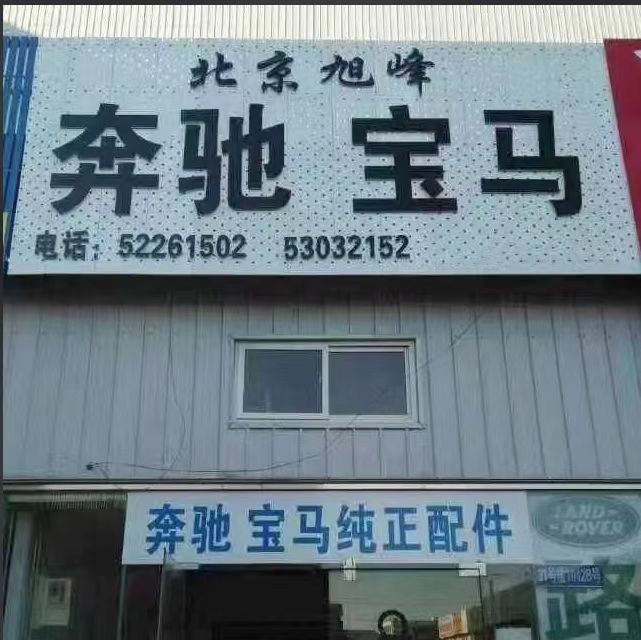 北京旭峰
奔驰 宝马
电话：52261502 53032152
奔驰 宝马纯正配件
LAND-
-ROVER
路